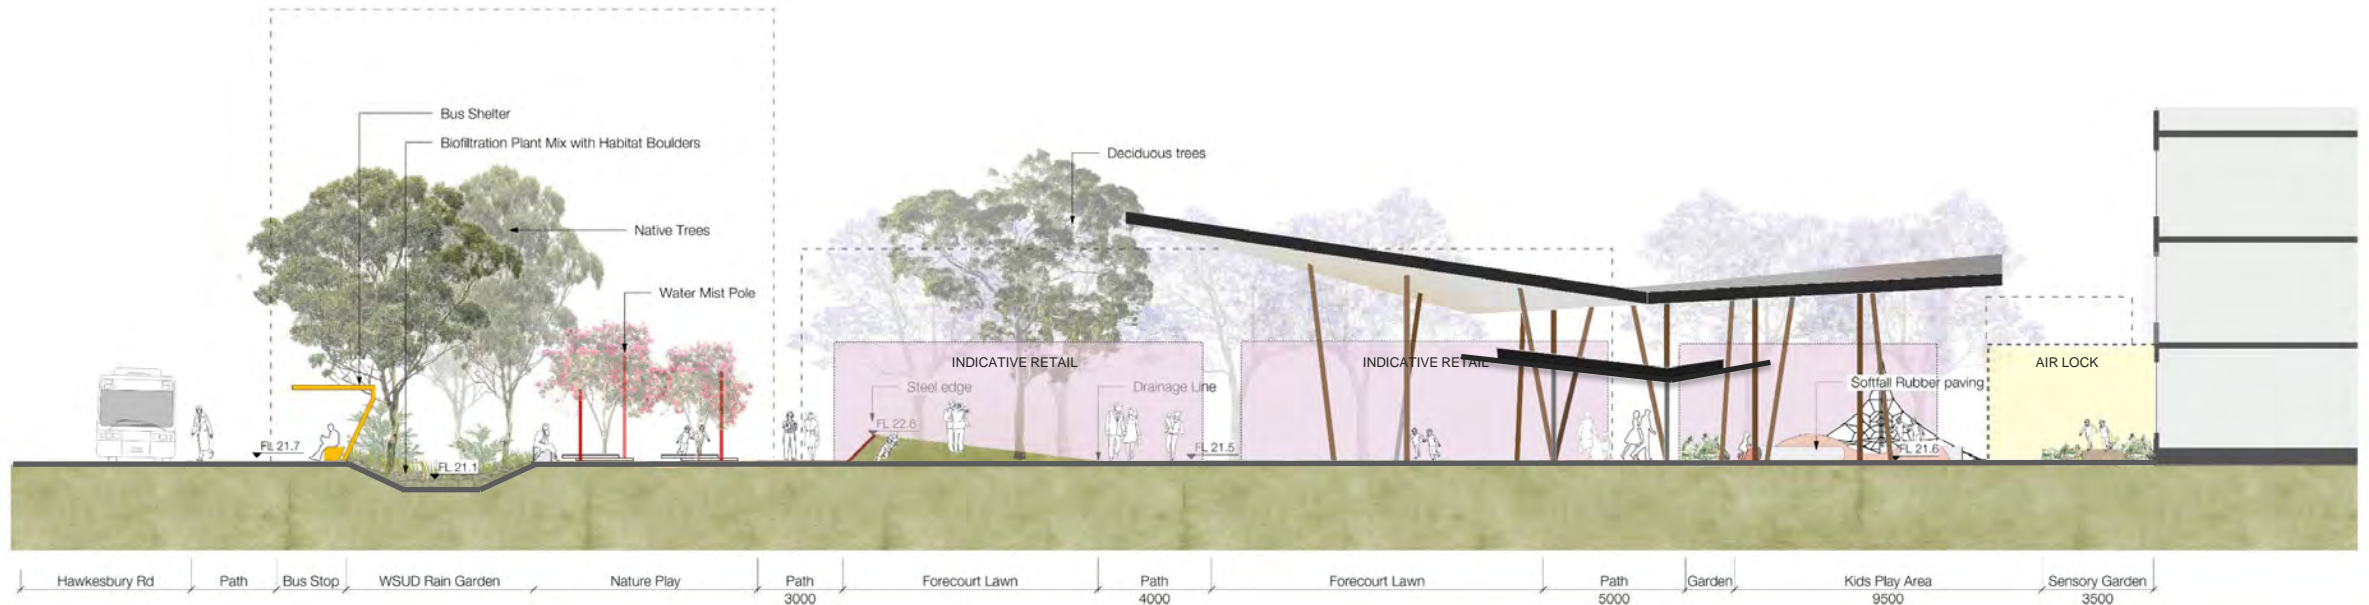 Bus Shelter
Biofiltration Plant Mix with Habitat Boulders
Deciduous trees
Native Trees
Water Mist Pole
INDICATIVE RETAIL
INDICATIVE RETAIL
AIR LOCK
Steel edge
Drainage Line
Softfall Rubber paving
FL 22.6
FL 21.7
FL 21.5
FL 21.6
FL 21.1
Hawkesbury Rd
Path
Bus Stop
WSUD Rain Garden
Nature Play
Path
3000
Forecourt Lawn
Path
4000
Forecourt Lawn
Path
5000
Garden
Kids Play Area
9500
Sensory Garden
3500